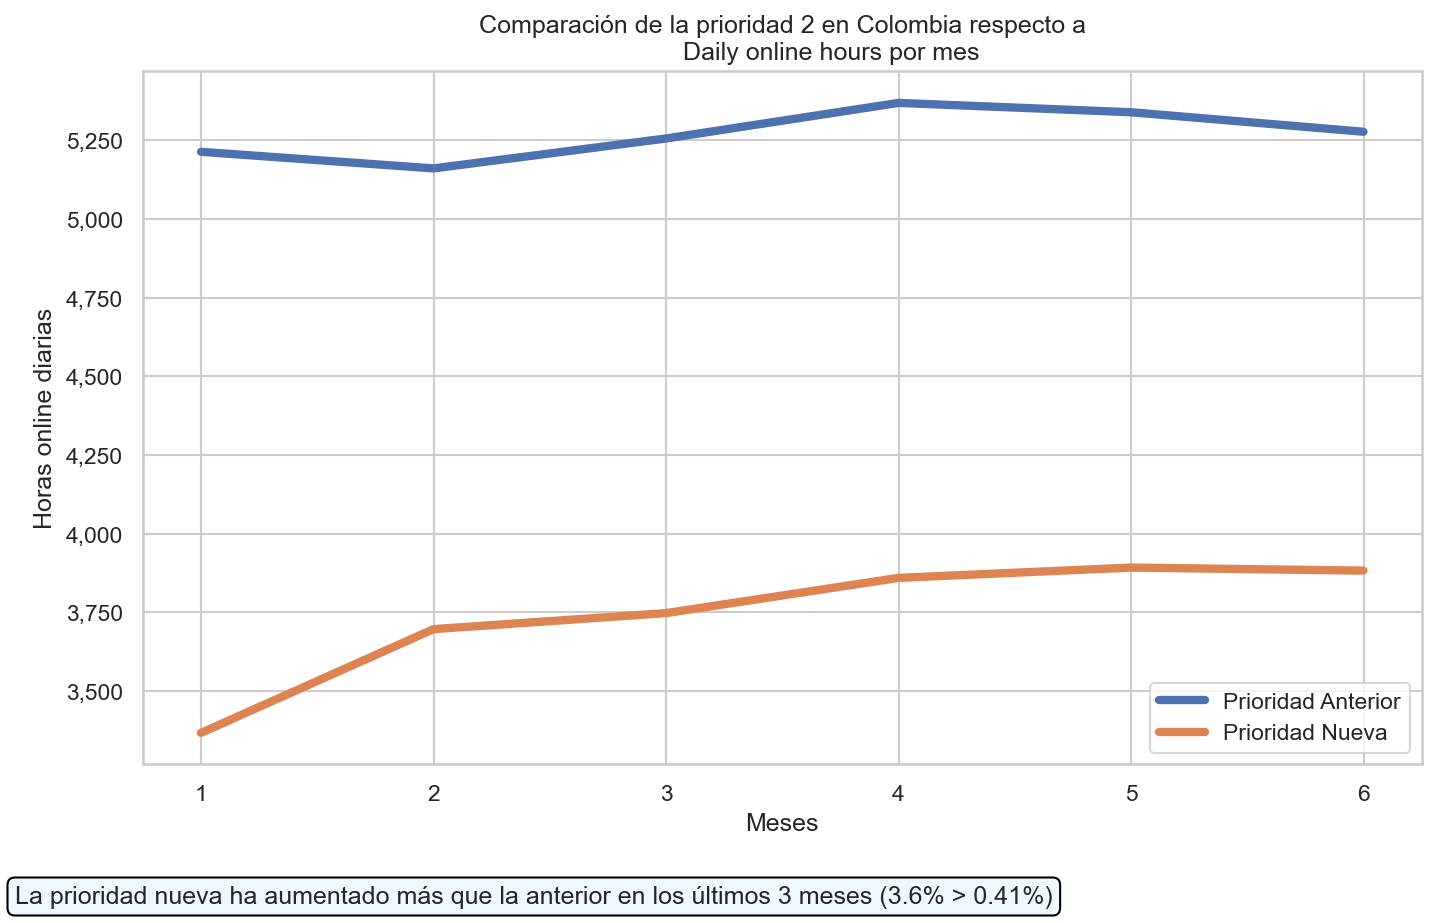 Comparación de la prioridad 2 en Colombia respecto a
Daily online hours por mes
5,250
5,000
4,750
4,500
4,250
4,000
3,750
3,500
Horas online diarias
Prioridad Anterior
Prioridad Nueva
1 2 3 4 5 6
Meses
La prioridad nueva ha aumentado más que la anterior en los últimos 3 meses (3.6% > 0.41%)